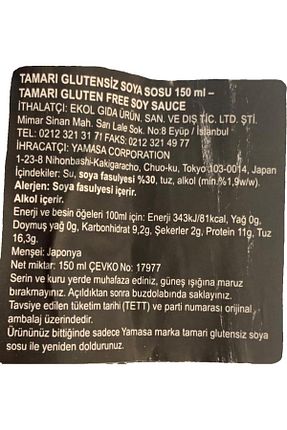 TAMARI GLUTENSİZ SOYA SOSU 150 ml –
TAMARI GLUTEN FREE SOY SAUCE
İTHALATÇI: EKOL GIDA ÜRÜN. SAN. VE DIŞ TİC. LTD. ŞTİ.
Mimar Sinan Mah. Sarı Lale Sok. No:8 Eyüp / İstanbul
TEL: 0212 321 31 71 FAKS: 0212 321 49 77
İHRACATÇI: YAMASA CORPORATION
1-23-8 Nihonbashi-Kakigaracho, Chuo-ku, Tokyo 103-0014, Japan
İçindekiler: Su, soya fasulyesi %30, tuz, alkol (min.%1,9w/w).
Alerjen: Soya fasulyesi içerir.
Alkol içerir.
Enerji ve besin öğeleri 100ml için: Enerji 343kJ/81kcal, Yağ 0g,
Doymuş yağ 0g, Karbonhidrat 9,2g, Şekerler 2g, Protein 11g, Tuz
16,3g.
Menşei: Japonya
Net miktar: 150 ml ÇEVKO No: 17977
Serin ve kuru yerde muhafaza ediniz, güneş ışığına maruz
bırakmayınız. Açıldıktan sonra buzdolabında saklayınız.
Tavsiye edilen tüketim tarihi (TETT) ve parti numarası orijinal
ambalaj üzerindedir.
Ürününüz bittiğinde sadece Yamasa marka tamari glutensiz soya
sosu ile yeniden doldurunuz.